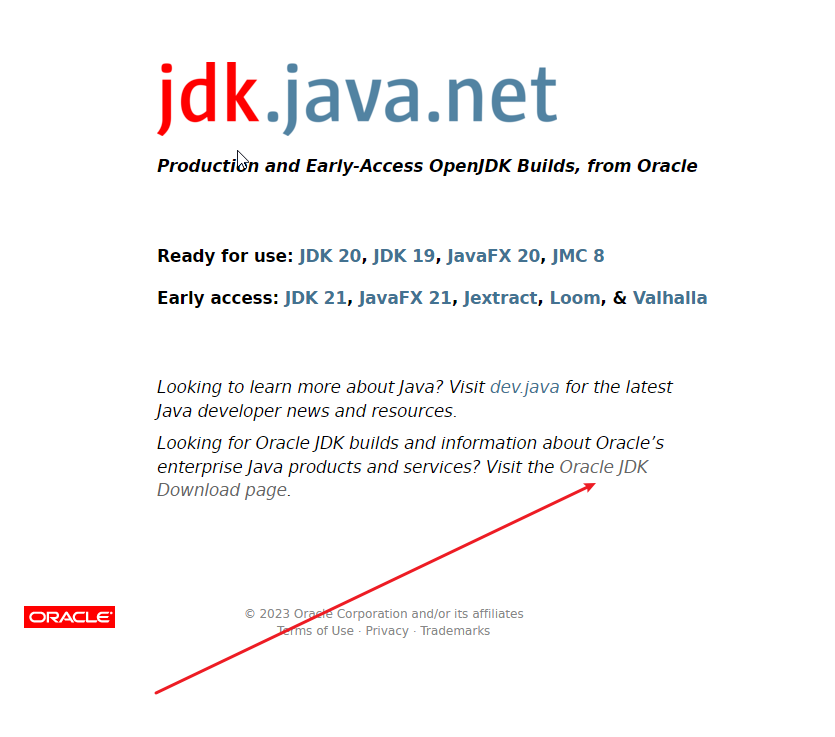 jdk.java.net
Production and Early-Access OpenJDK Builds, from Oracle
Ready for use: JDK 20, JDK 19, JavaFX 20, JMC 8
Early access: JDK 21, JavaFX 21, Jextract, Loom, & Valhalla
Looking to learn more about Java? Visit dev.java for the latest
Java developer news and resources.
Looking for Oracle JDK builds and information about Oracle’s
enterprise Java products and services? Visit the Oracle JDK
Download page.
ORACLE
© 2023 Oracle Corporation and/or its affiliates
Terms of Use · Privacy · Trademarks